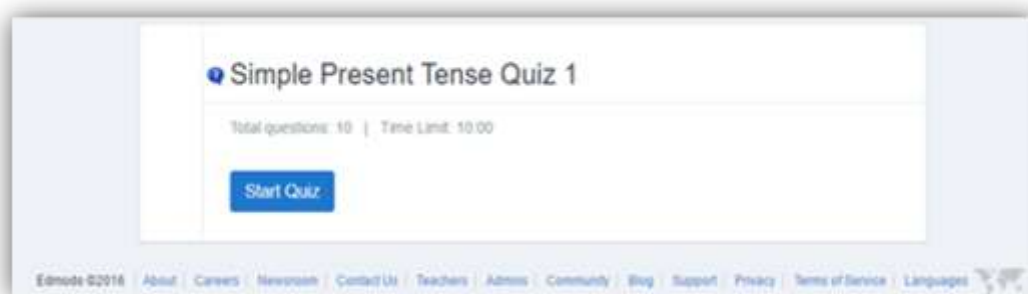 Simple Present Tense Quiz 1
Total questions: 10 | Time Limit: 10:00
Start Quiz
Edmodo ©2016 | About | Careers | Newsroom | Contact Us | Teachers | Admins | Community | Blog | Support | Privacy | Terms of Service | Languages